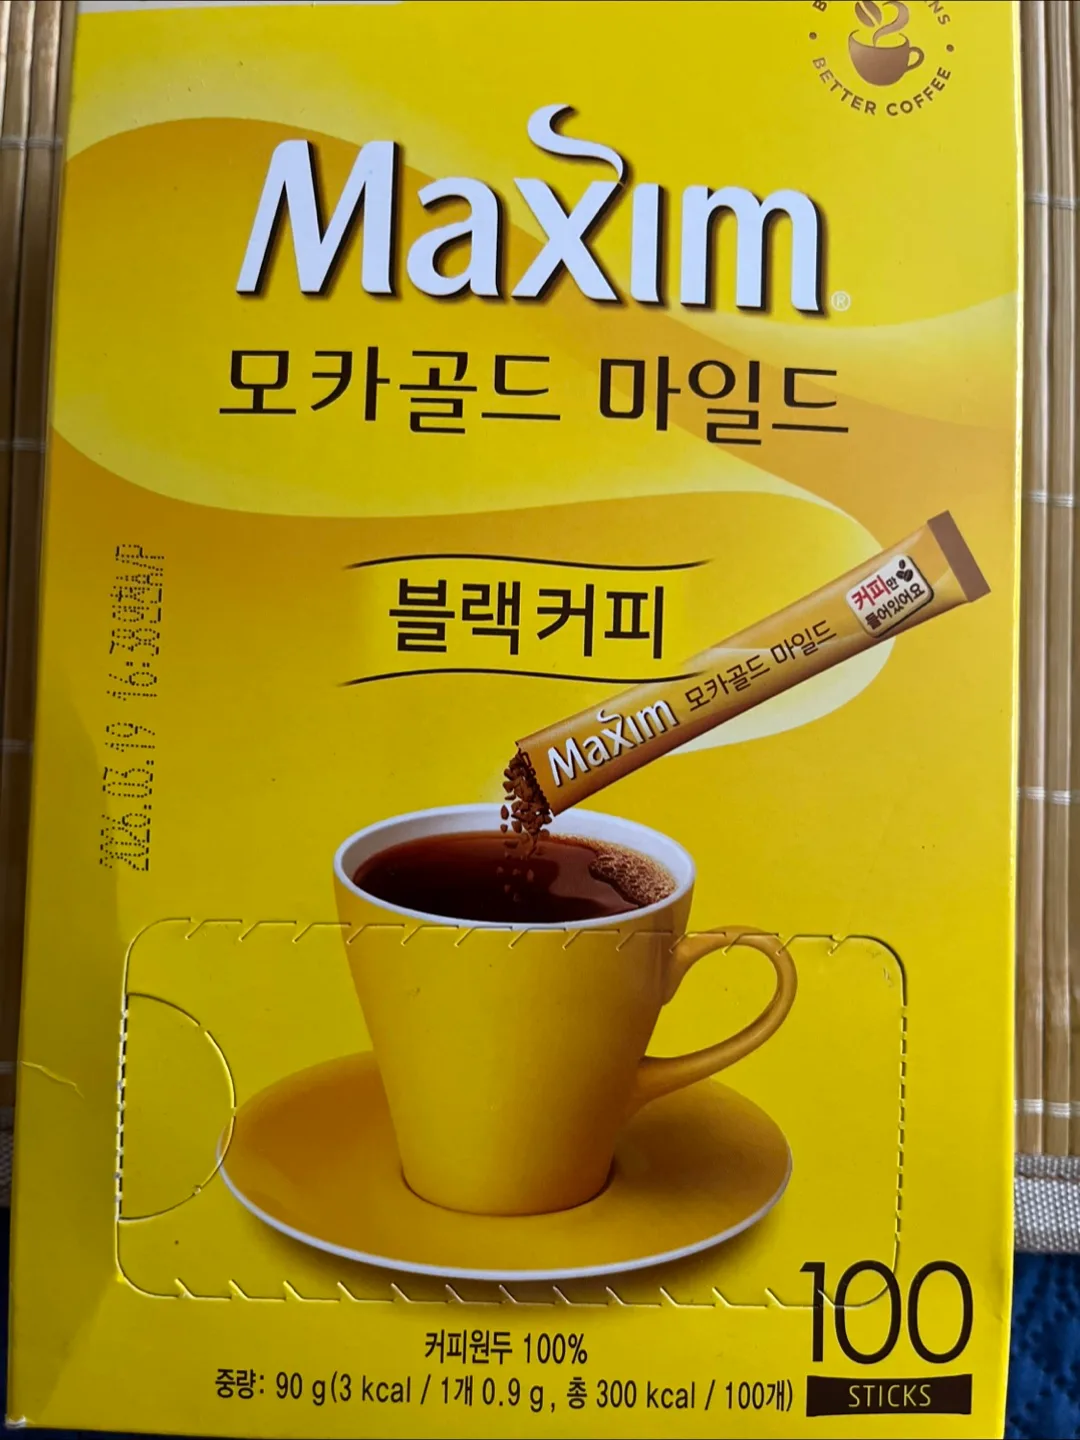 BETTER COFFEE
Maxim®
모카골드 마일드
블랙커피
커피만
들어있어요
Maxim 모카골드 마일드
2026.03.19
100
STICKS
커피원두 100%
중량: 90 g(3 kcal / 1개 0.9 g, 총 300 kcal / 100개)